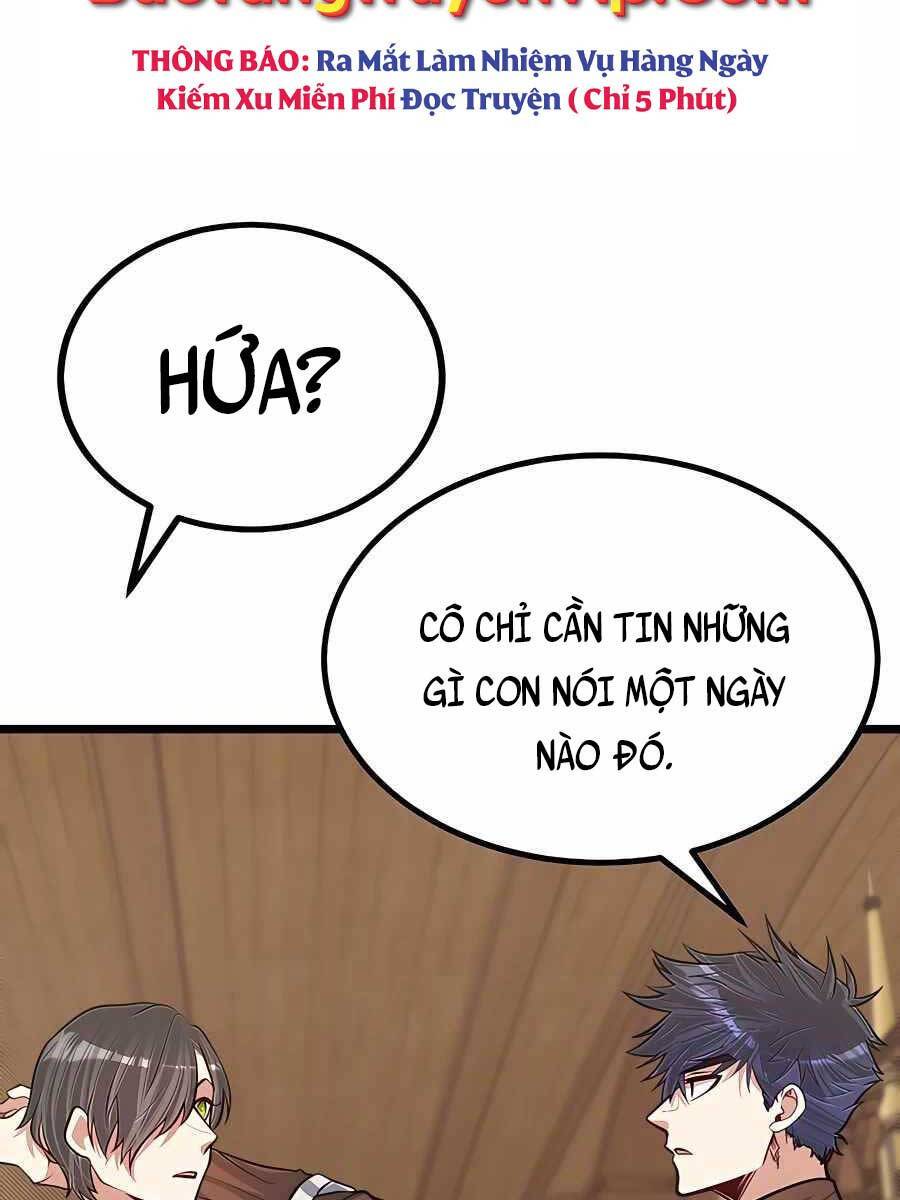 THÔNG BÁO: Ra Mắt Làm Nhiệm Vụ Hàng Ngày
Kiếm Xu Miễn Phí Đọc Truyện ( Chỉ 5 Phút)
HỨA?
CÔ CHỈ CẦN TIN NHỮNG
GÌ CON NÓI MỘT NGÀY
NÀO ĐÓ.